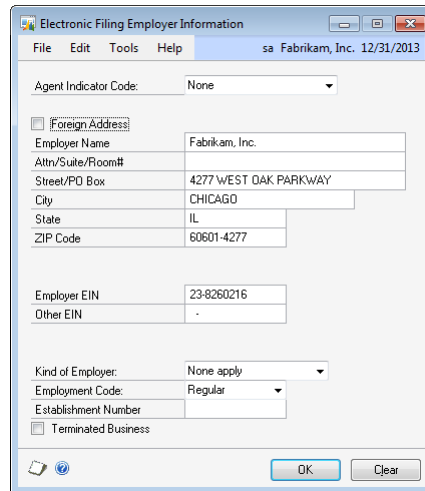 Electronic Filing Employer Information
File Edit Tools Help sa Fabrikam, Inc. 12/31/2013
Agent Indicator Code: None
Foreign Address
Employer Name Fabrikam, Inc.
Attn/Suite/Room#
Street/PO Box 4277 WEST OAK PARKWAY
City CHICAGO
State IL
ZIP Code 60601-4277
Employer EIN 23-8260216
Other EIN -
Kind of Employer: None apply
Employment Code: Regular
Establishment Number
Terminated Business
OK Clear